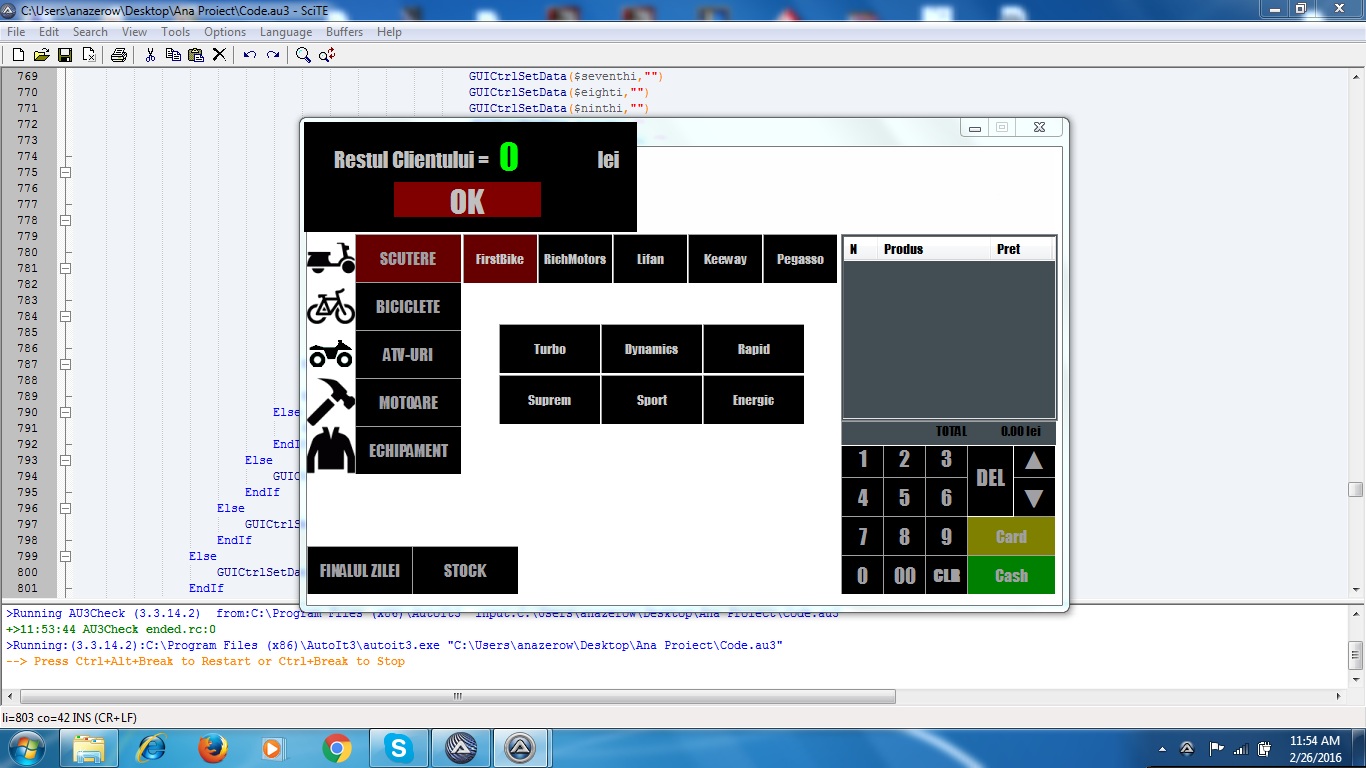 C:\Users\anazerow\Desktop\Ana Proiect\Code.au3 - SciTE
File Edit Search View Tools Options Language Buffers Help
769 GUICtrlSetData($seventhi,"")
770 GUICtrlSetData($eighti,"")
771 GUICtrlSetData($ninthi,"")
772
773
774
775
776
777
778
779
780
781
782
783
784
785
786
787
788
789
790 Else
791
792 EndI
793 Else
794 GUIC
795 EndIf
796 Else
797 GUICtrlS
798 EndIf
799 Else
800 GUICtrlSetDa
801 EndIf
Restul Clientului = 0 lei
OK
SCUTERE
BICICLETE
ATV-URI
MOTOARE
ECHIPAMENT
FirstBike RichMotors Lifan Keeway Pegasso
Turbo Dynamics Rapid
Suprem Sport Energic
N Produs Pret
TOTAL 0.00 lei
1 2 3 DEL ▲
4 5 6 ▼
7 8 9 Card
0 00 CLR Cash
FINALUL ZILEI STOCK
>Running AU3Check (3.3.14.2) from:C:\Program Files (x86)\AutoIt3 input:C:\Users\anazerow\Desktop\Ana Proiect\Code.au3
+>11:53:44 AU3Check ended.rc:0
>Running:(3.3.14.2):C:\Program Files (x86)\AutoIt3\autoit3.exe "C:\Users\anazerow\Desktop\Ana Proiect\Code.au3"
--> Press Ctrl+Alt+Break to Restart or Ctrl+Break to Stop
li=803 co=42 INS (CR+LF)
11:54 AM
2/26/2016